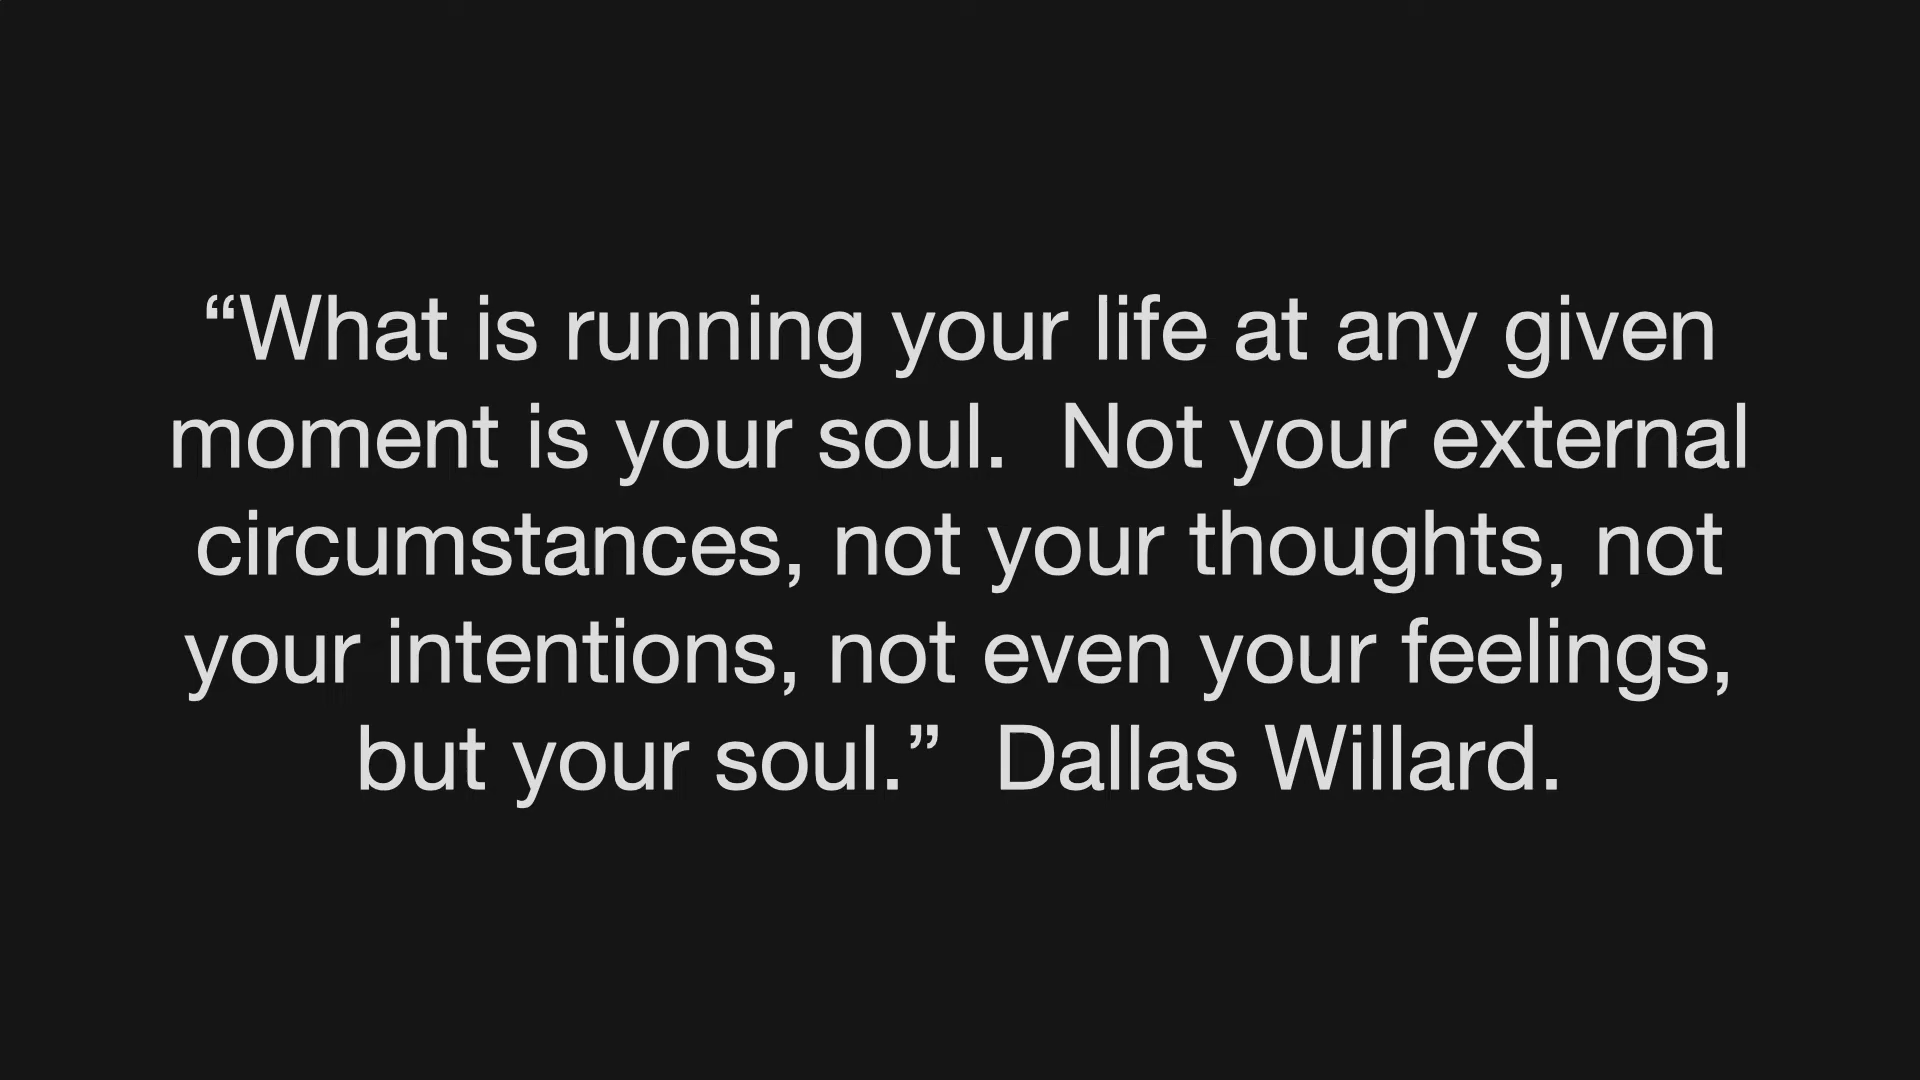 “What is running your life at any given
moment is your soul.  Not your external
circumstances, not your thoughts, not
your intentions, not even your feelings,
but your soul.”  Dallas Willard.